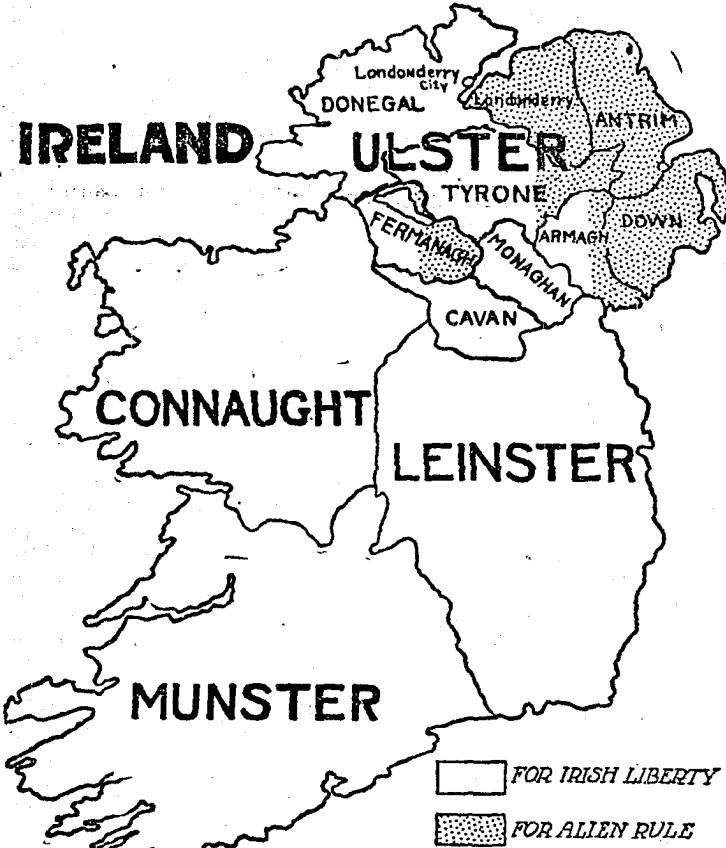 Londonderry
City
DONEGAL
Londonderry
ANTRIM
IRELAND
ULSTER
TYRONE
FERMANAGH
MONAGHAN
ARMAGH
DOWN
CAVAN
CONNAUGHT
LEINSTER
MUNSTER
FOR IRISH LIBERTY
FOR ALIEN RULE